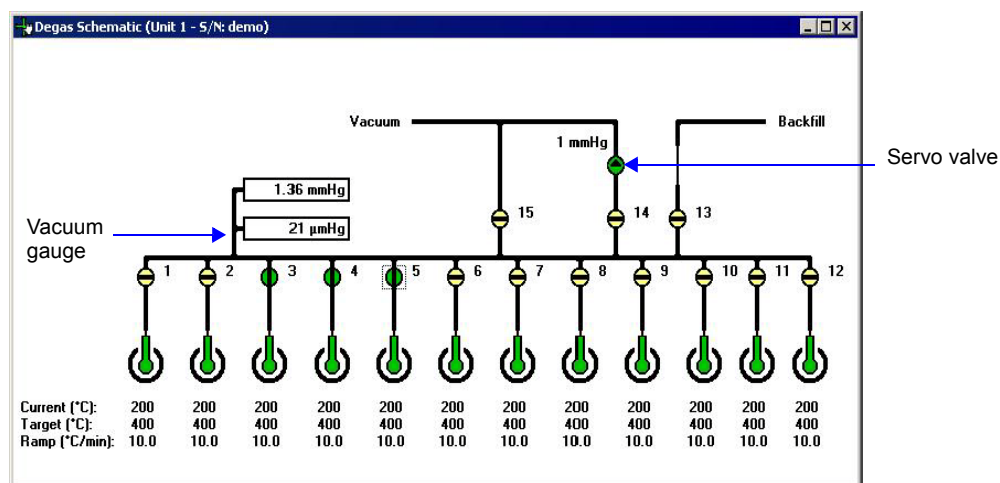 Degas Schematic (Unit 1 - S/N: demo)
Vacuum
Backfill
1 mmHg
Servo valve
1.36 mmHg
21 µmHg
Vacuum
gauge
15 14 13
1 2 3 4 5 6 7 8 9 10 11 12
Current (°C): 200 200 200 200 200 200 200 200 200 200 200 200
Target (°C): 400 400 400 400 400 400 400 400 400 400 400 400
Ramp (°C/min): 10.0 10.0 10.0 10.0 10.0 10.0 10.0 10.0 10.0 10.0 10.0 10.0